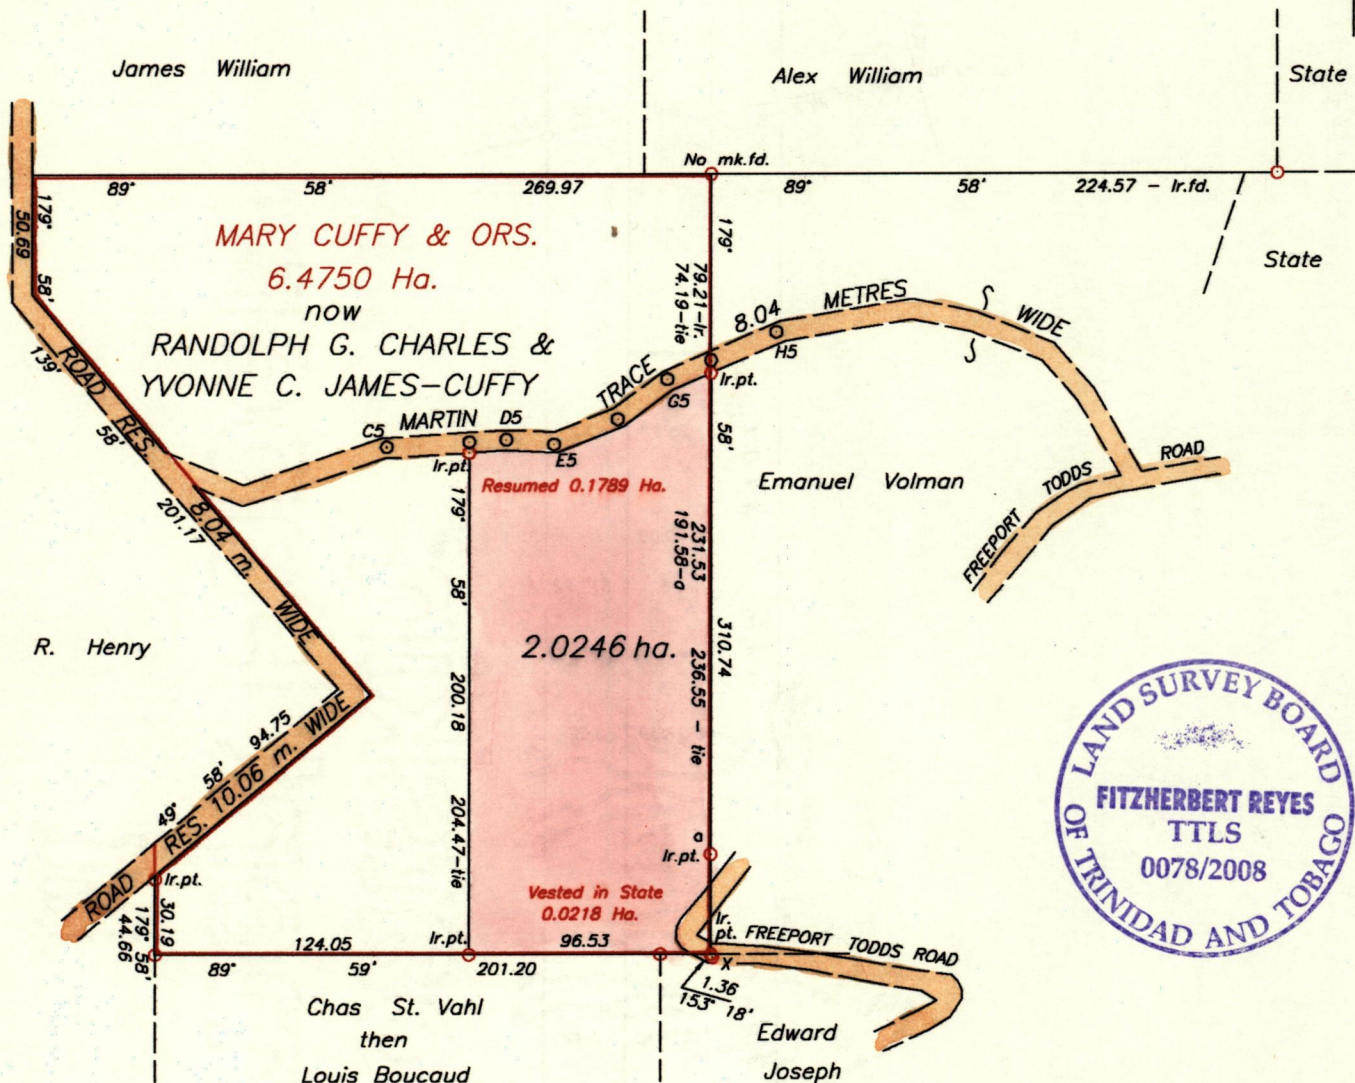 James William
Alex William
State
No mk.fd.
89° 58' 269.97
89° 58' 224.57 - Ir.fd.
179° 58'
50.69
MARY CUFFY & ORS.
6.4750 Ha.
now
RANDOLPH G. CHARLES &
YVONNE C. JAMES-CUFFY
179° 58'
79.21-Ir.
74.19-tie
State
8.04 METRES WIDE
H5
TRACE
G5
Ir.pt.
MARTIN
C5
D5
E5
Ir.pt.
139° 58'
201.17
ROAD RES. 8.04 m. WIDE
Resumed 0.1789 Ha.
Emanuel Volman
FREEPORT TODDS ROAD
179° 58' 200.18
204.47-tie
231.53
191.58-a
310.74
236.55 - tie
2.0246 ha.
R. Henry
49° 58' 94.75
ROAD RES. 10.06 m. WIDE
Ir.pt.
30.19
179° 58'
44.66
a
Ir.pt.
Vested in State
0.0218 Ha.
Ir.
pt.
FREEPORT TODDS ROAD
124.05
Ir.pt.
96.53
89° 59' 201.20
X
1.36
153° 18'
Chas St. Vahl
then
Louis Boucaud
Edward
Joseph
LAND SURVEY BOARD
FITZHERBERT REYES
TTLS
0078/2008
OF TRINIDAD AND TOBAGO